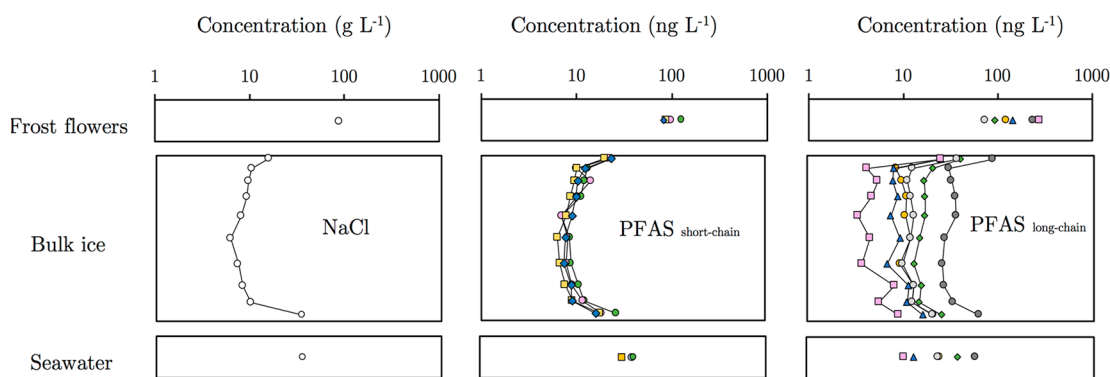 Concentration (g L-1) Concentration (ng L-1) Concentration (ng L-1)
1 10 100 1000 1 10 100 1000 1 10 100 1000
Frost flowers
Bulk ice NaCl PFAS short-chain PFAS long-chain
Seawater